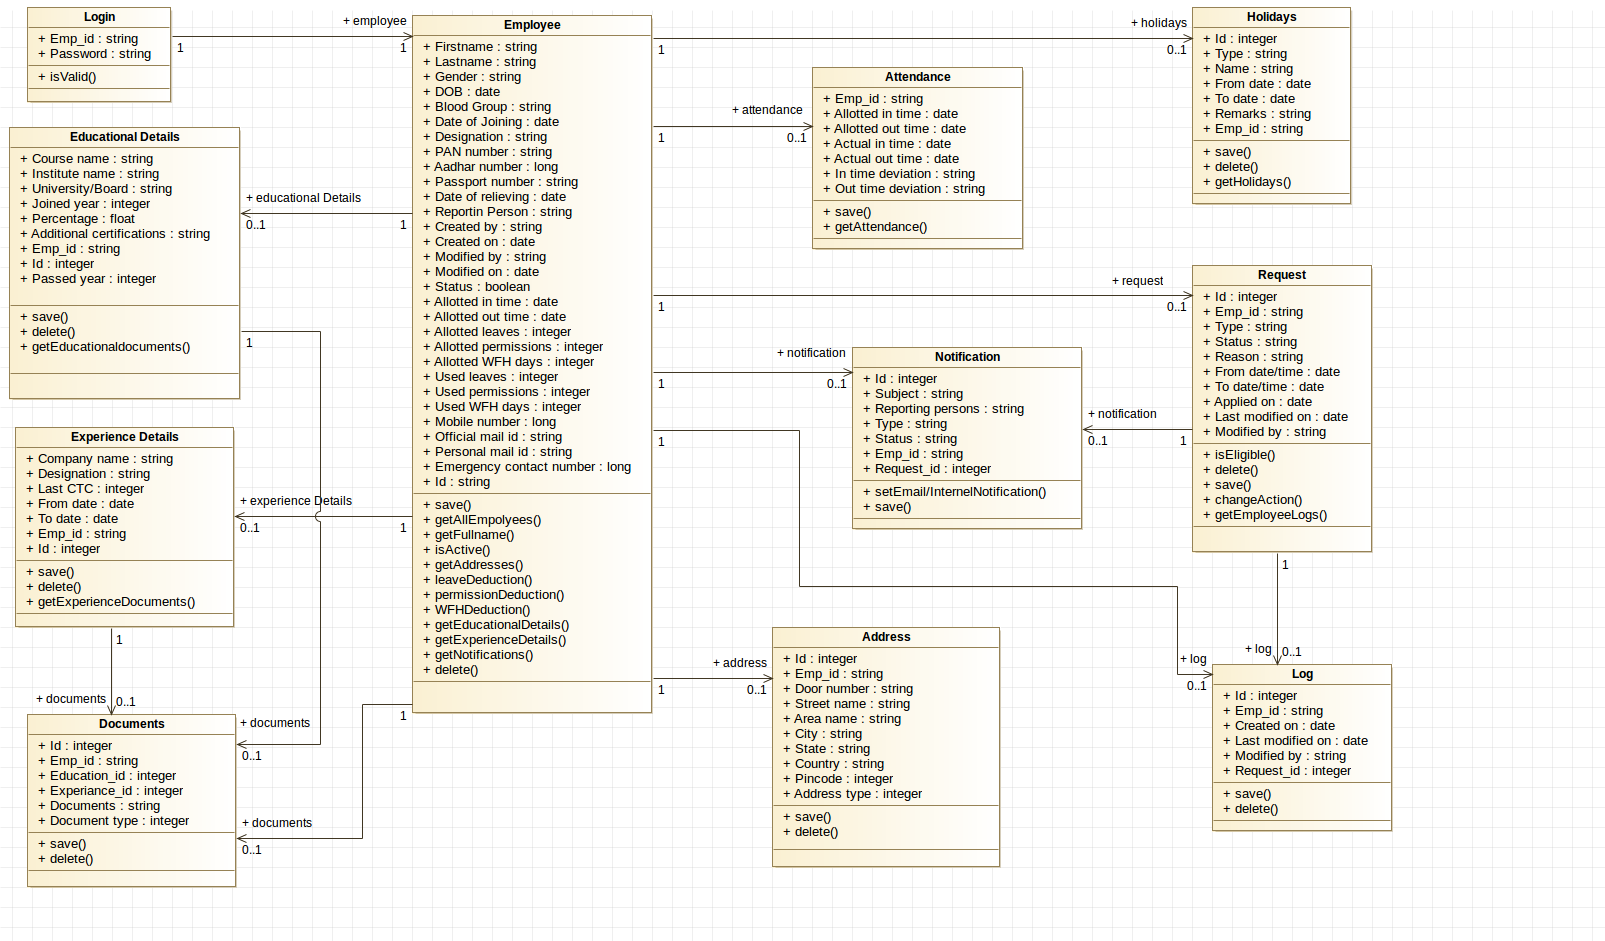 Login
+ Emp_id : string
+ Password : string
+ isValid()
+ employee
1
1
Employee
+ Firstname : string
+ Lastname : string
+ Gender : string
+ DOB : date
+ Blood Group : string
+ Date of Joining : date
+ Designation : string
+ PAN number : string
+ Aadhar number : long
+ Passport number : string
+ Date of relieving : date
+ Reportin Person : string
+ Created by : string
+ Created on : date
+ Modified by : string
+ Modified on : date
+ Status : boolean
+ Allotted in time : date
+ Allotted out time : date
+ Allotted leaves : integer
+ Allotted permissions : integer
+ Allotted WFH days : integer
+ Used leaves : integer
+ Used permissions : integer
+ Used WFH days : integer
+ Mobile number : long
+ Official mail id : string
+ Personal mail id : string
+ Emergency contact number : long
+ Id : string
+ save()
+ getAllEmpolyees()
+ getFullname()
+ isActive()
+ getAddresses()
+ leaveDeduction()
+ permissionDeduction()
+ WFHDeduction()
+ getEducationalDetails()
+ getExperienceDetails()
+ getNotifications()
+ delete()
1
+ holidays
0..1
Holidays
+ Id : integer
+ Type : string
+ Name : string
+ From date : date
+ To date : date
+ Remarks : string
+ Emp_id : string
+ save()
+ delete()
+ getHolidays()
1
+ attendance
0..1
Attendance
+ Emp_id : string
+ Allotted in time : date
+ Allotted out time : date
+ Actual in time : date
+ Actual out time : date
+ In time deviation : string
+ Out time deviation : string
+ save()
+ getAttendance()
Educational Details
+ Course name : string
+ Institute name : string
+ University/Board : string
+ Joined year : integer
+ Percentage : float
+ Additional certifications : string
+ Emp_id : string
+ Id : integer
+ Passed year : integer
+ save()
+ delete()
+ getEducationaldocuments()
+ educational Details
0..1
1
1
1
+ request
0..1
Request
+ Id : integer
+ Emp_id : string
+ Type : string
+ Status : string
+ Reason : string
+ From date/time : date
+ To date/time : date
+ Applied on : date
+ Last modified on : date
+ Modified by : string
+ isEligible()
+ delete()
+ save()
+ changeAction()
+ getEmployeeLogs()
1
+ notification
0..1
Notification
+ Id : integer
+ Subject : string
+ Reporting persons : string
+ Type : string
+ Status : string
+ Emp_id : string
+ Request_id : integer
+ setEmail/InternelNotification()
+ save()
+ notification
0..1
1
1
Experience Details
+ Company name : string
+ Designation : string
+ Last CTC : integer
+ From date : date
+ To date : date
+ Emp_id : string
+ Id : integer
+ save()
+ delete()
+ getExperienceDocuments()
+ experience Details
0..1
1
1
1
+ log
0..1
+ log
0..1
Log
+ Id : integer
+ Emp_id : string
+ Created on : date
+ Last modified on : date
+ Modified by : string
+ Request_id : integer
+ save()
+ delete()
+ address
1
0..1
Address
+ Id : integer
+ Emp_id : string
+ Door number : string
+ Street name : string
+ Area name : string
+ City : string
+ State : string
+ Country : string
+ Pincode : integer
+ Address type : integer
+ save()
+ delete()
+ documents
0..1
Documents
+ Id : integer
+ Emp_id : string
+ Education_id : integer
+ Experiance_id : integer
+ Documents : string
+ Document type : integer
+ save()
+ delete()
+ documents
0..1
1
+ documents
0..1